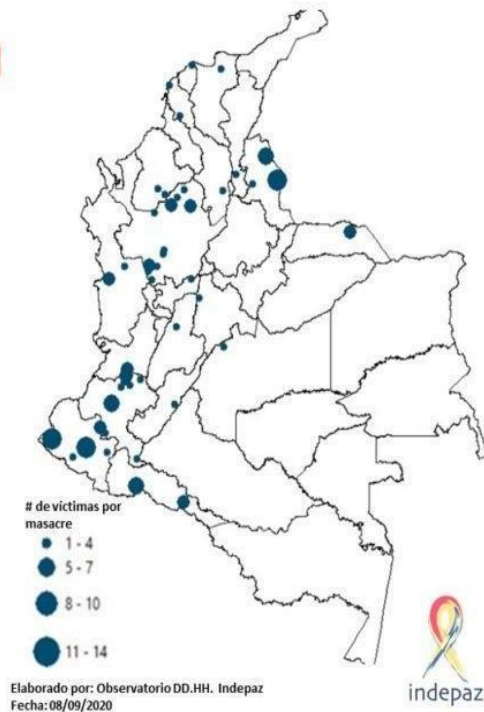 # de víctimas por
masacre
1 - 4
5 - 7
8 - 10
11 - 14
Elaborado por: Observatorio DD.HH. Indepaz
Fecha: 08/09/2020
indepaz